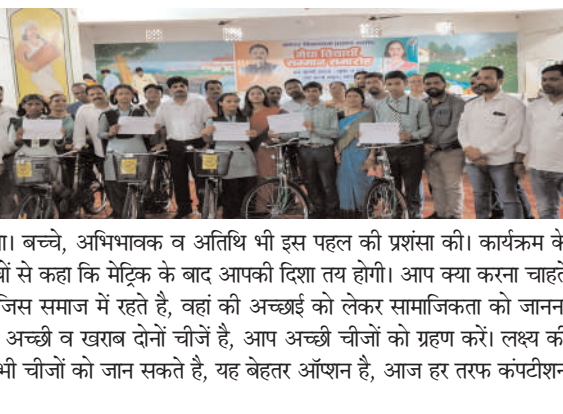 मेधा विद्यार्थी
सम्मान समारोह
ा। बच्चे, अभिभावक व अतिथि भी इस पहल की प्रशंसा की। कार्यक्रम के
ों से कहा कि मेट्रिक के बाद आपकी दिशा तय होगी। आप क्या करना चाहते
जिस समाज में रहते है, वहां की अच्छाई को लेकर सामाजिकता को जानन
अच्छी व खराब दोनों चीजें है, आप अच्छी चीजों को ग्रहण करें। लक्ष्य की
भी चीजों को जान सकते है, यह बेहतर ऑप्शन है, आज हर तरफ कंपटीशन